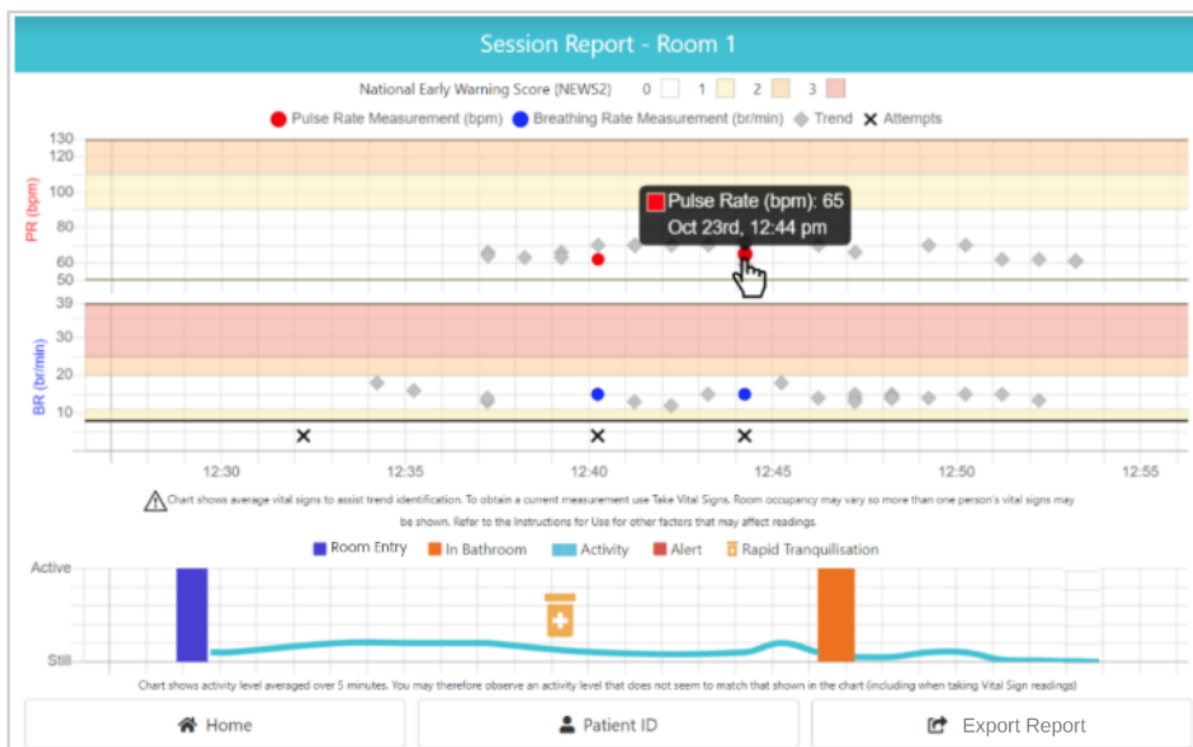 Session Report - Room 1
National Early Warning Score (NEWS2) 0 1 2 3
Pulse Rate Measurement (bpm) Breathing Rate Measurement (br/min) Trend Attempts
130
120
100
80
60
50
PR (bpm)
Pulse Rate (bpm): 65
Oct 23rd, 12:44 pm
39
30
20
10
BR (br/min)
12:30 12:35 12:40 12:45 12:50 12:55
Chart shows average vital signs to assist trend identification. To obtain a current measurement use Take Vital Signs. Room occupancy may vary so more than one person's vital signs may
be shown. Refer to the Instructions for Use for other factors that may affect readings.
Room Entry In Bathroom Activity Alert Rapid Tranquilisation
Active
Still
Chart shows activity level averaged over 5 minutes. You may therefore observe an activity level that does not seem to match that shown in the chart (including when taking Vital Sign readings)
Home Patient ID Export Report